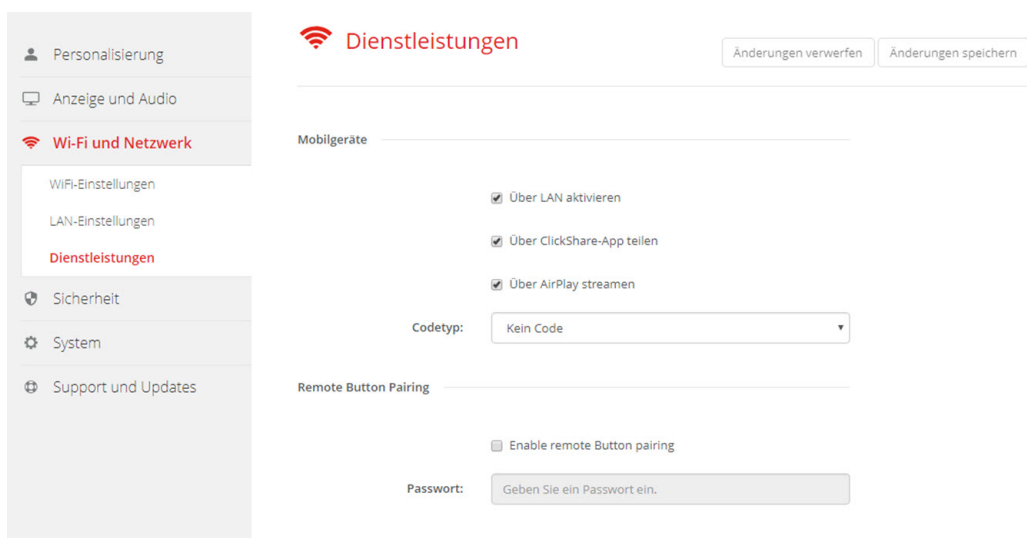 Personalisierung
Anzeige und Audio
Wi-Fi und Netzwerk
WiFi-Einstellungen
LAN-Einstellungen
Dienstleistungen
Sicherheit
System
Support und Updates
Dienstleistungen
Änderungen verwerfen
Änderungen speichern
Mobilgeräte
Über LAN aktivieren
Über ClickShare-App teilen
Über AirPlay streamen
Codetyp: Kein Code
Remote Button Pairing
Enable remote Button pairing
Passwort: Geben Sie ein Passwort ein.